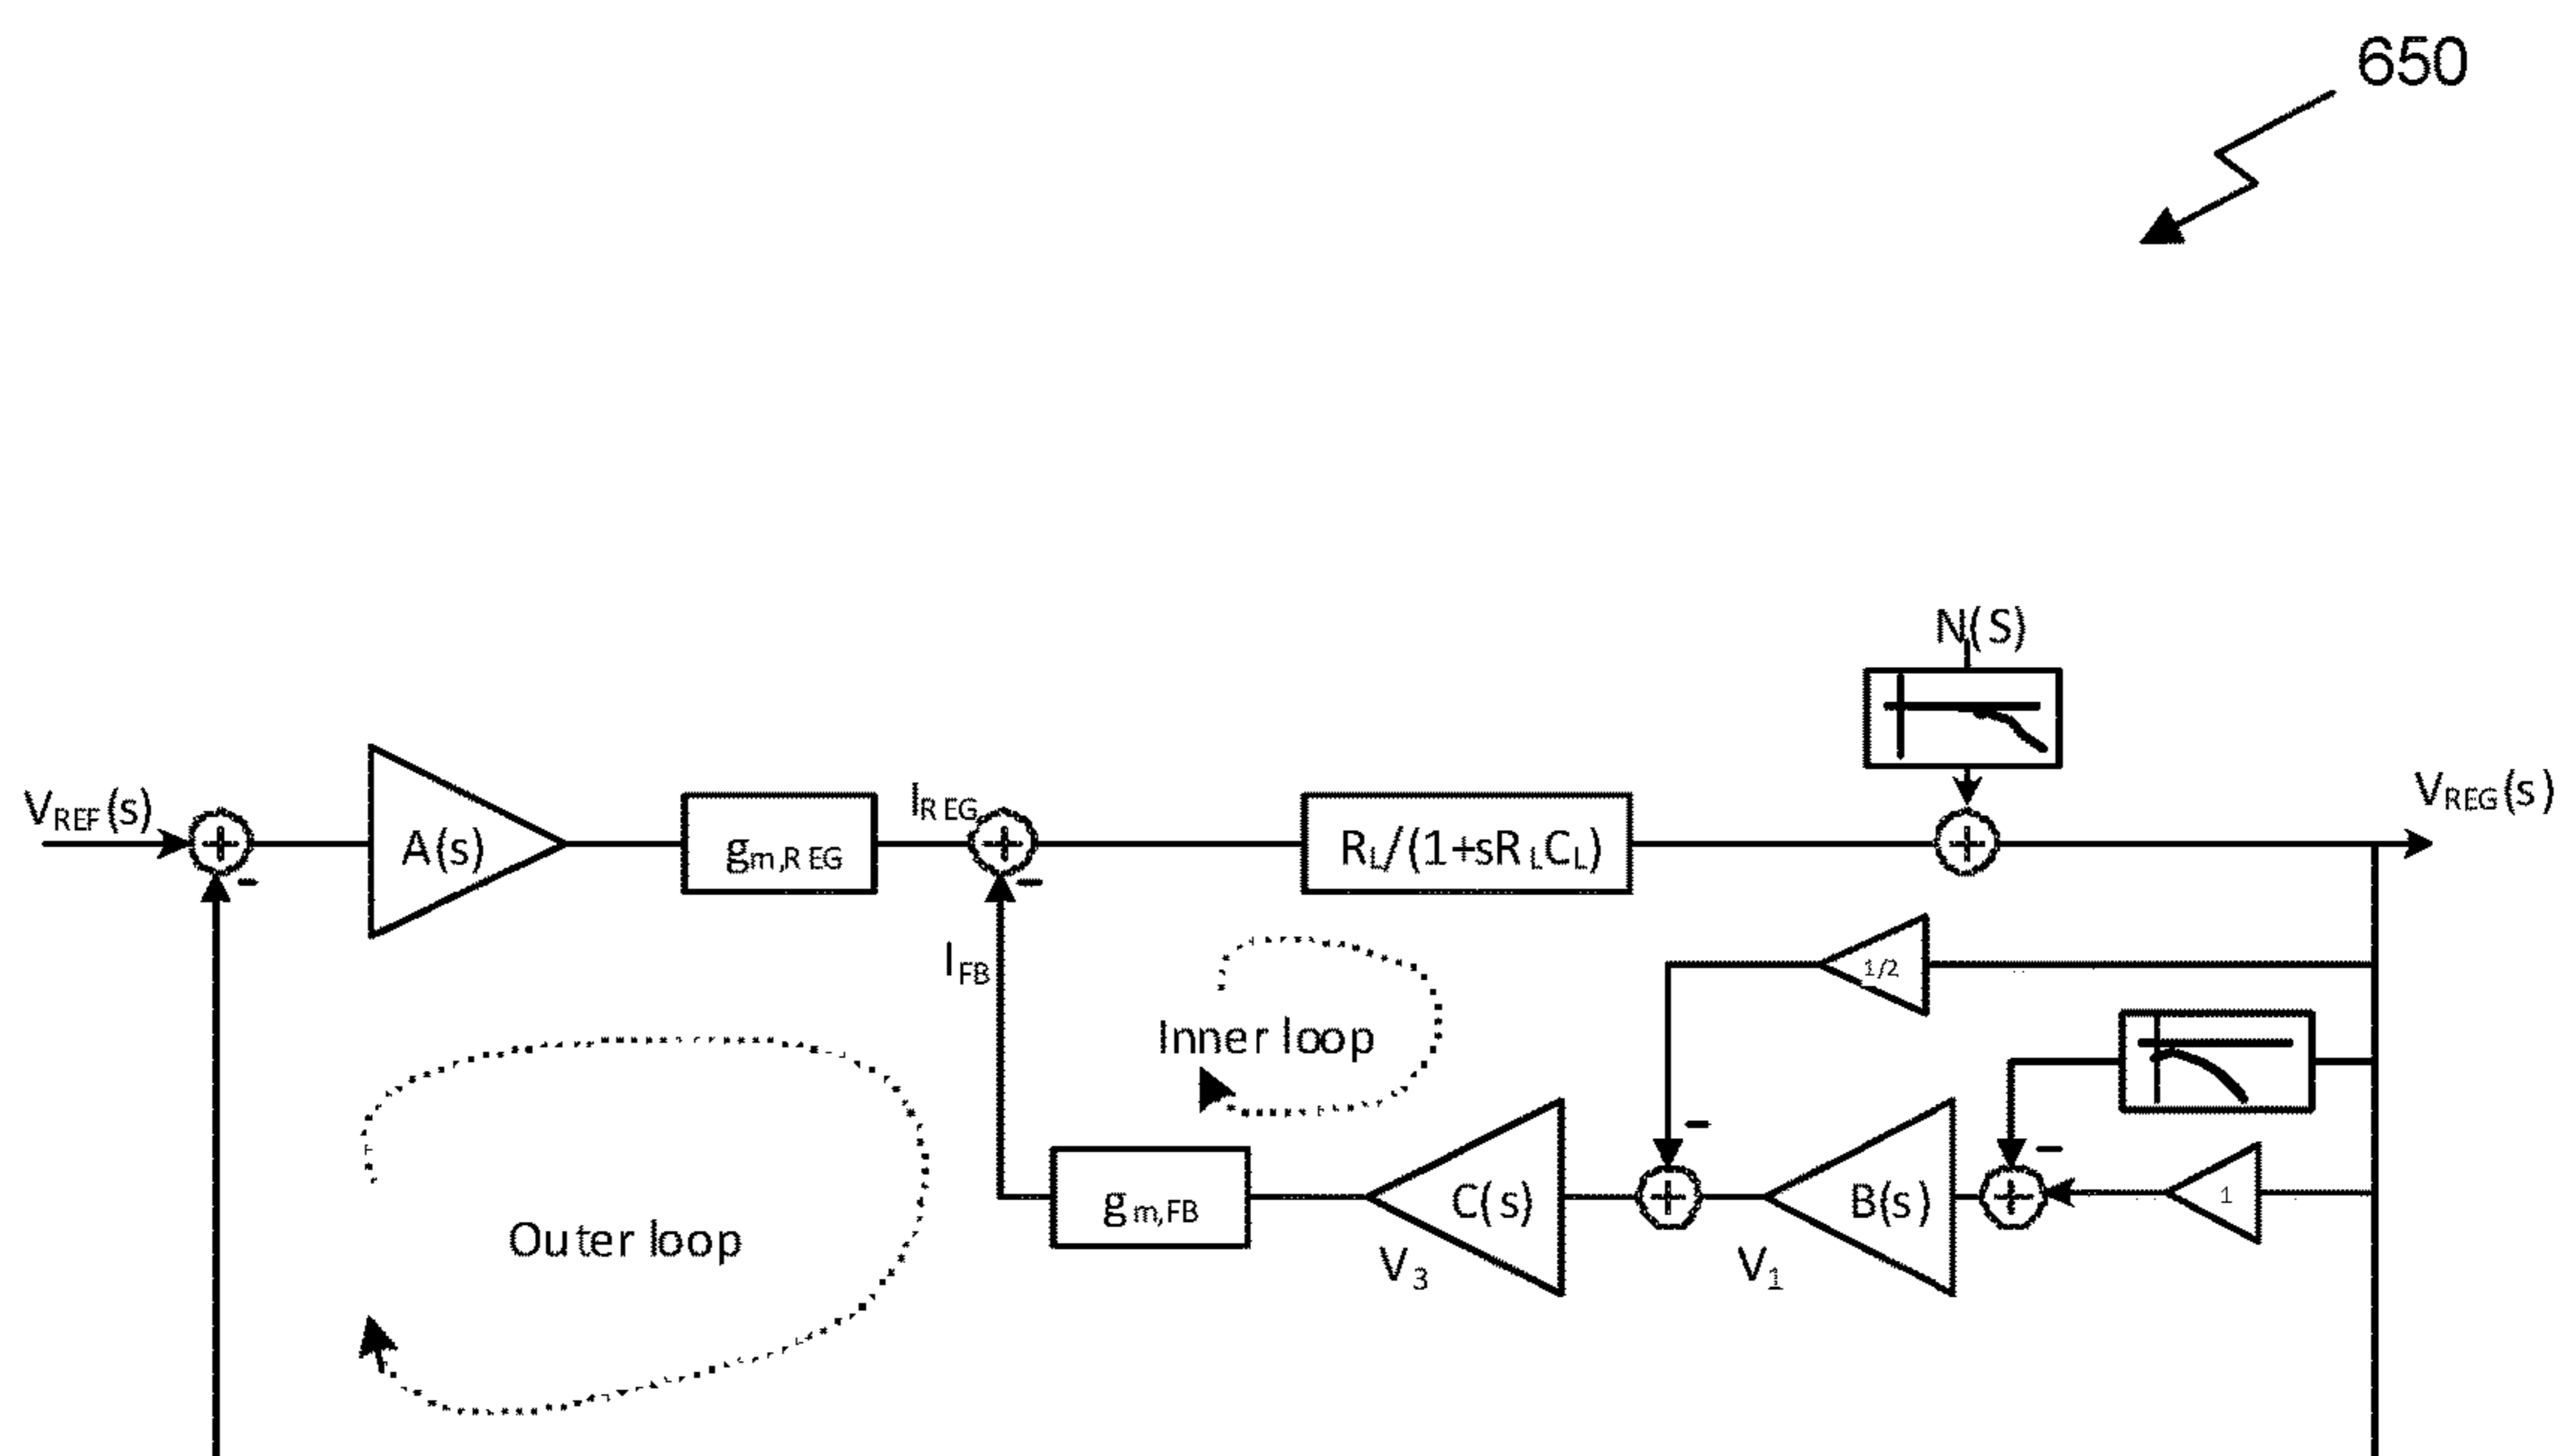 650
N(S)
VREF(s)
A(s)
gm,REG
IREG
RL/(1+sRLCL)
VREG(s)
-
-
IFB
1/2
Inner loop
-
-
Outer loop
gm,FB
C(s)
B(s)
1
V3
V1